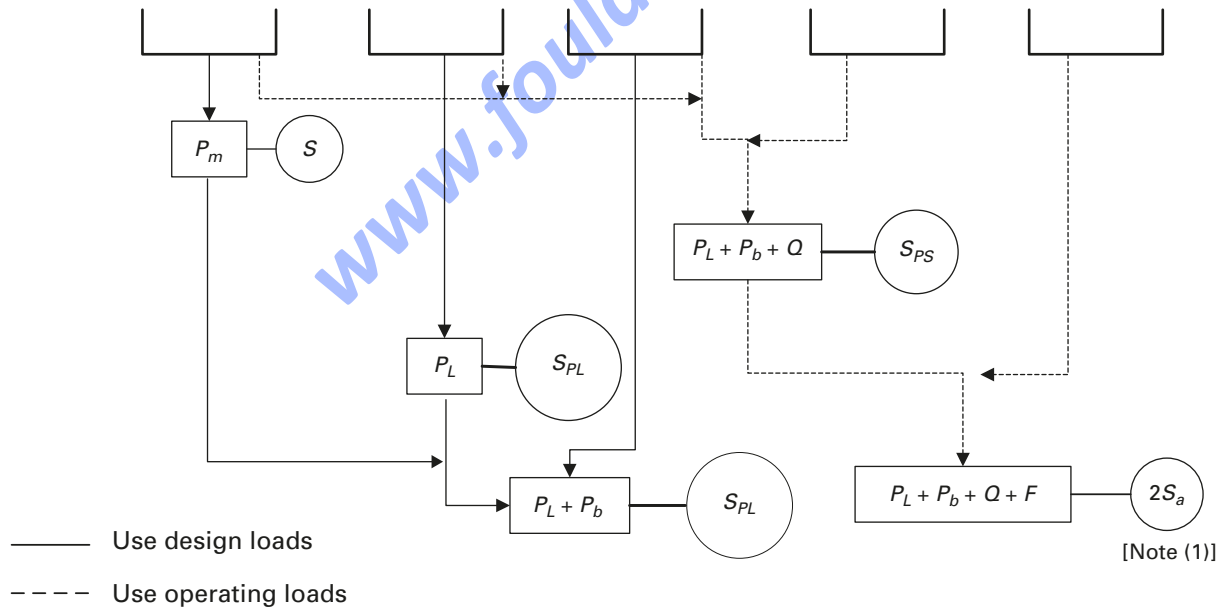 www.foul
P_m S
P_L + P_b + Q S_PS
P_L S_PL
P_L + P_b S_PL
P_L + P_b + Q + F 2S_a
[Note (1)]
Use design loads
Use operating loads